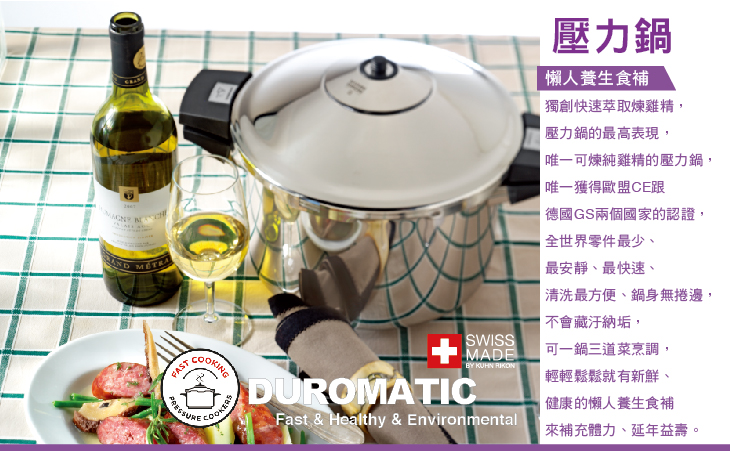 壓力鍋
懶人養生食補
獨創快速萃取煉雞精，
壓力鍋的最高表現，
唯一可煉純雞精的壓力鍋，
唯一獲得歐盟CE跟
德國GS兩個國家的認證，
全世界零件最少、
最安靜、最快速、
清洗最方便、鍋身無捲邊，
不會藏汙納垢，
可一鍋三道菜烹調，
輕輕鬆鬆就有新鮮、
健康的懶人養生食補
來補充體力、延年益壽。
SWISS
MADE
BY KUHN RIKON
FAST COOKING
PRESSURE COOKERS
DUROMATIC
Fast & Healthy & Environmental
GRAND MÉTRA